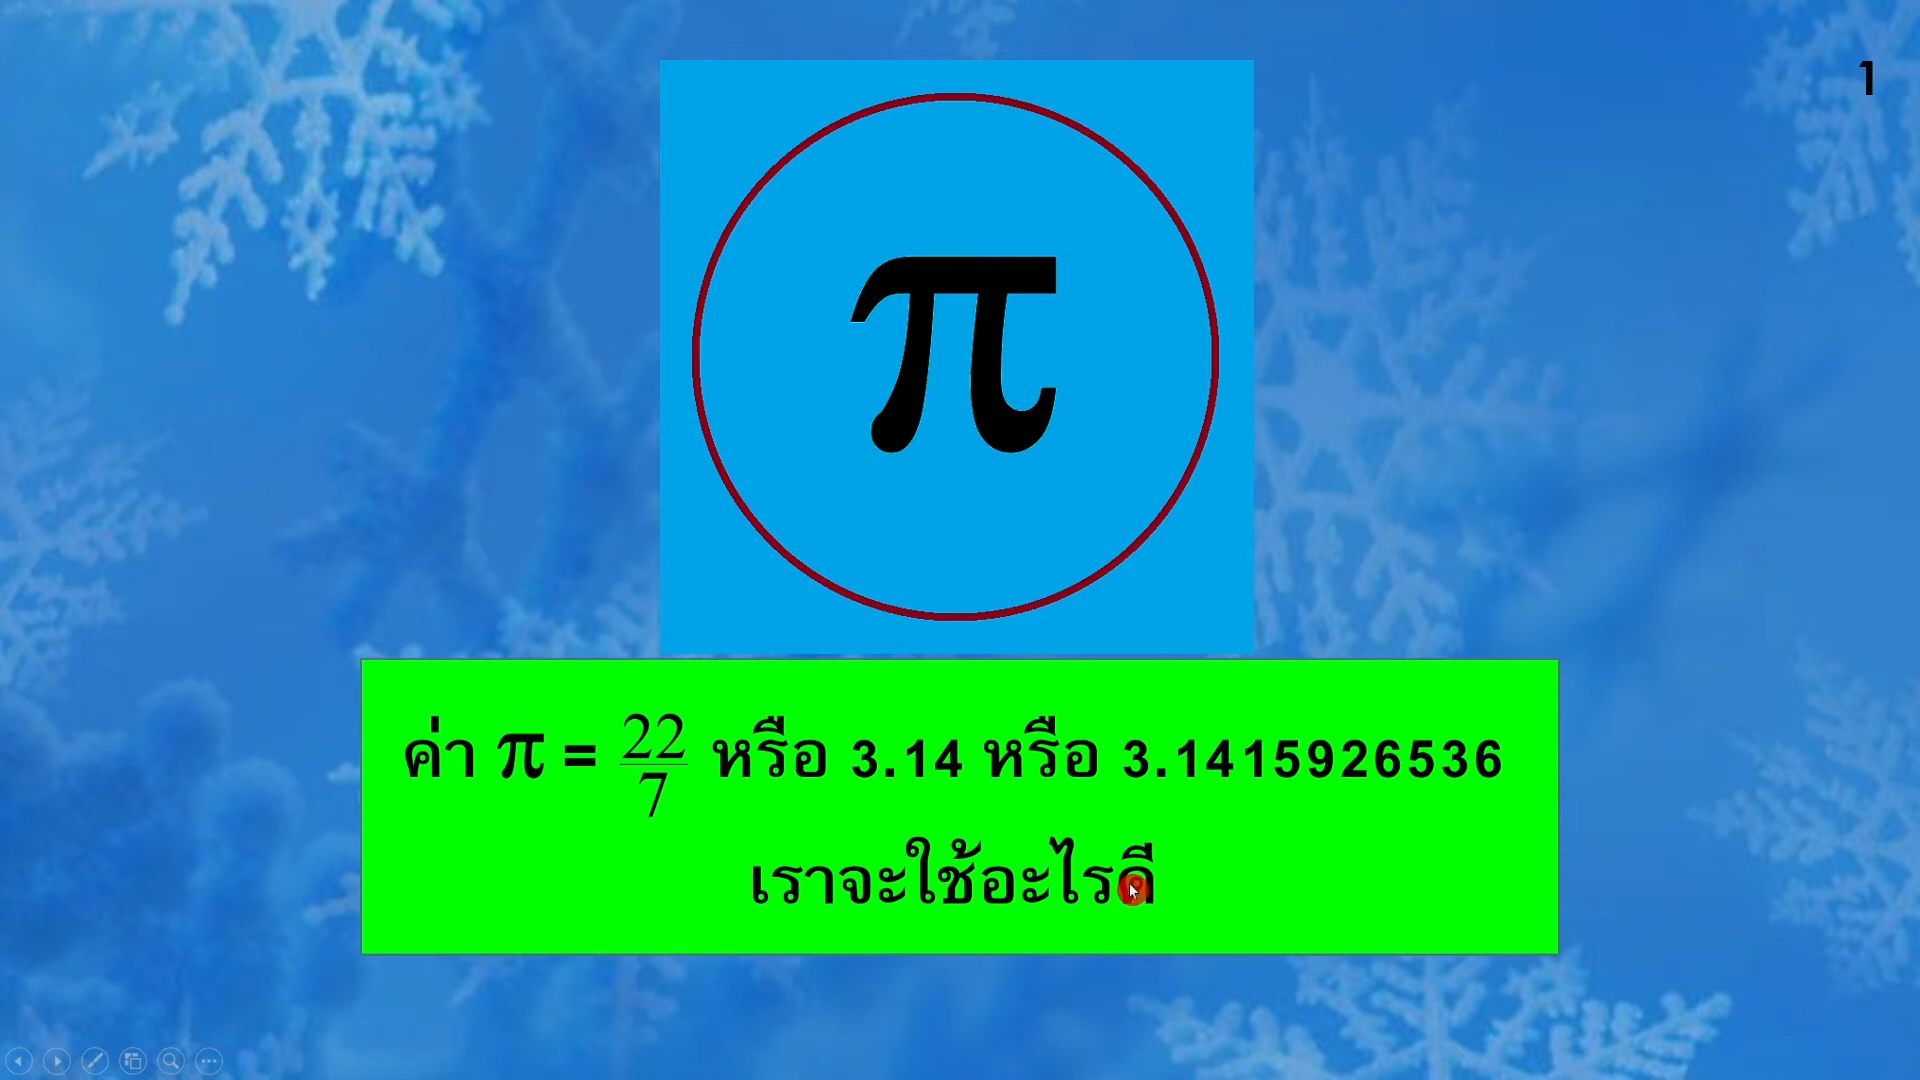 1
π
ค่า π = 22/7 หรือ 3.14 หรือ 3.1415926536
เราจะใช้อะไรดี